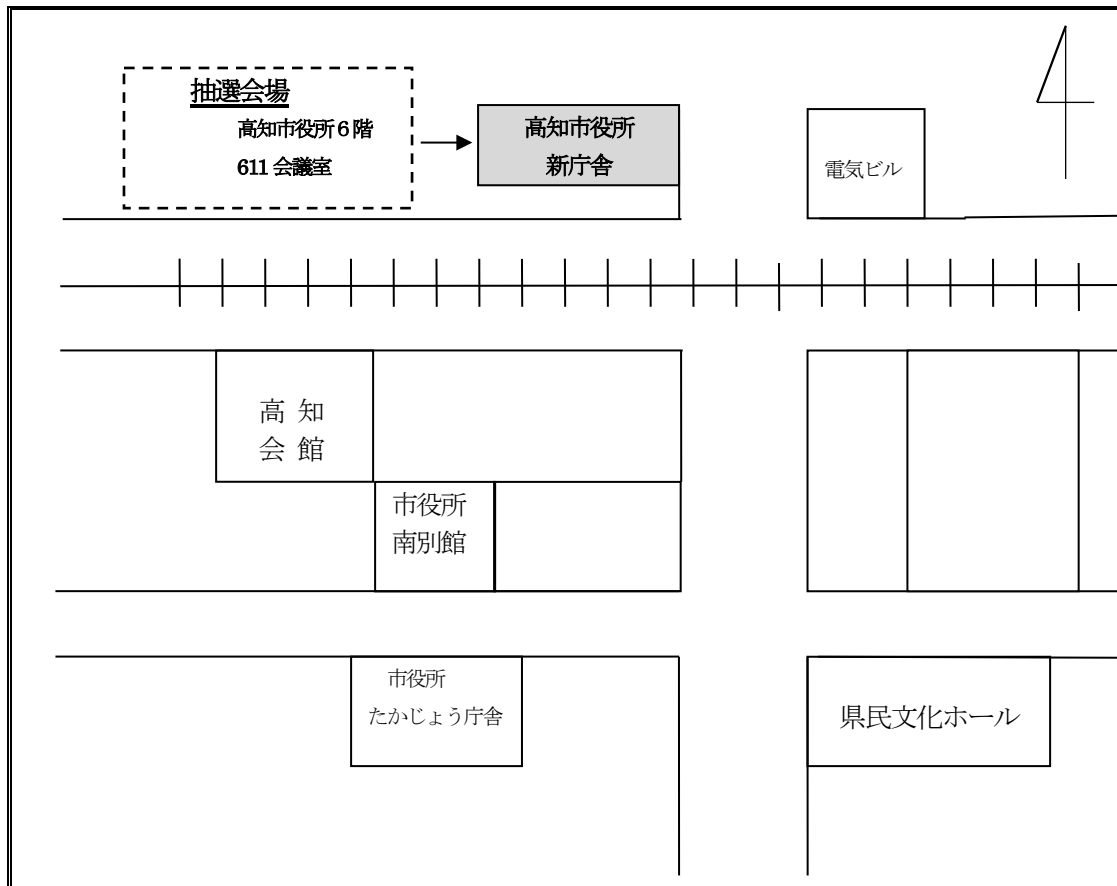 抽選会場
高知市役所６階
611会議室
高知市役所
新庁舎
電気ビル
高 知
会 館
市役所
南別館
市役所
たかじょう庁舎
県民文化ホール